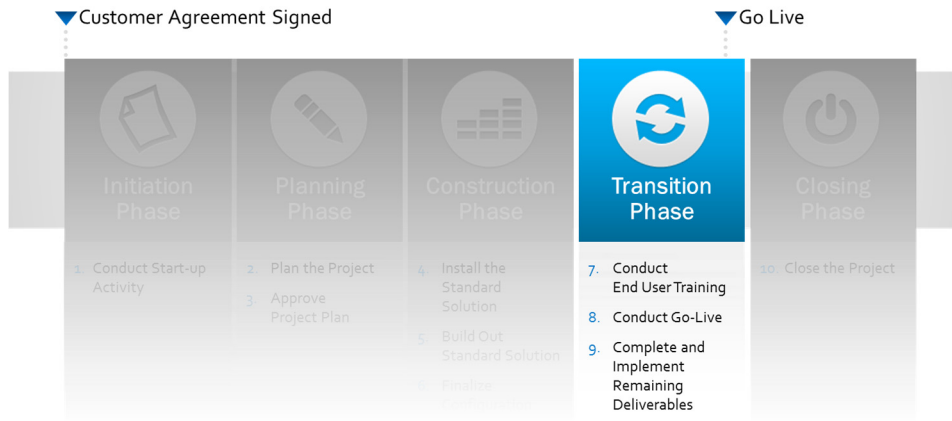 Customer Agreement Signed
Go Live
Initiation
Phase
Planning
Phase
Construction
Phase
Transition
Phase
Closing
Phase
1. Conduct Start-up
Activity
2. Plan the Project
3. Approve
Project Plan
4. Install the
Standard
Solution
5. Build Out
Standard Solution
6. Finalize
7. Conduct
End User Training
8. Conduct Go-Live
9. Complete and
Implement
Remaining
Deliverables
10. Close the Project